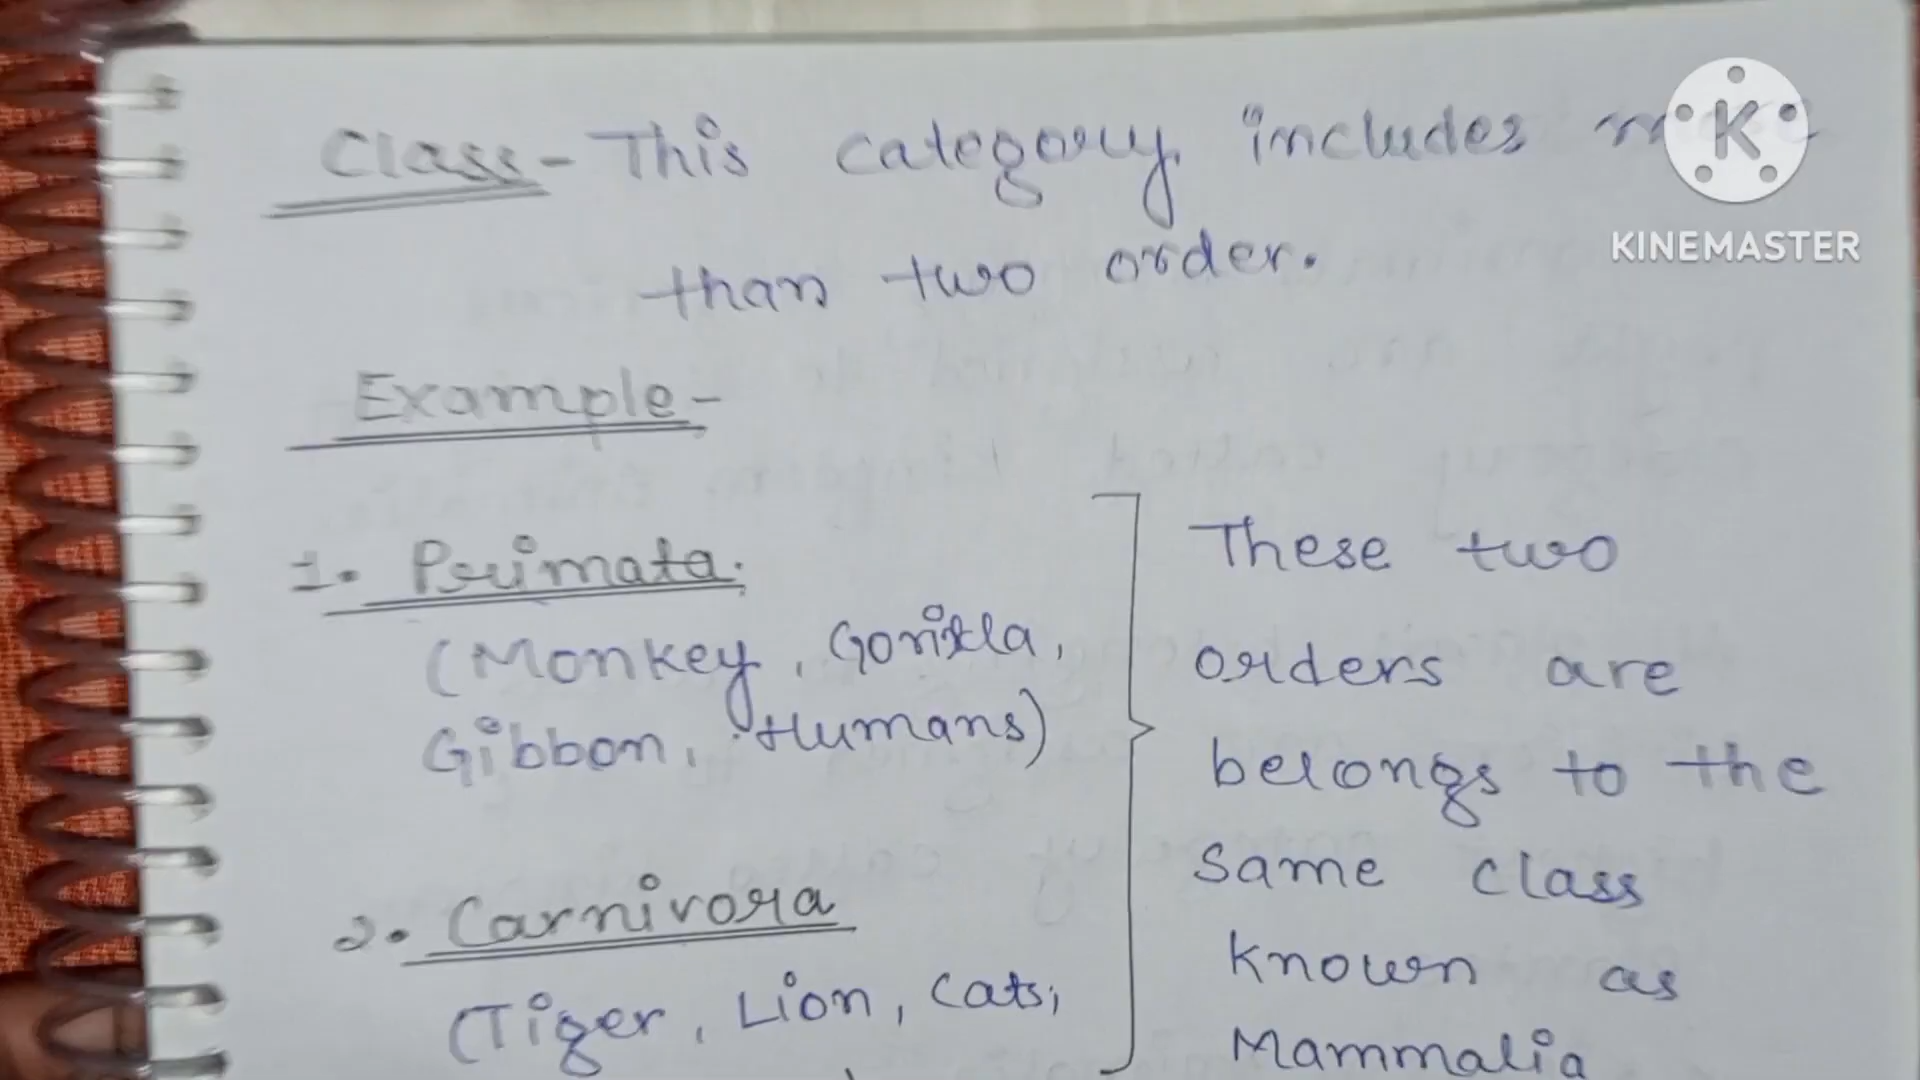 Class - This category includes more
than two order.
KINEMASTER
Example -
1. Primata.
(Monkey, Gorilla,
Gibbon, Humans)
2. Carnivora
(Tiger, Lion, Cats,
These two
orders are
belongs to the
same class
known as
Mammalia